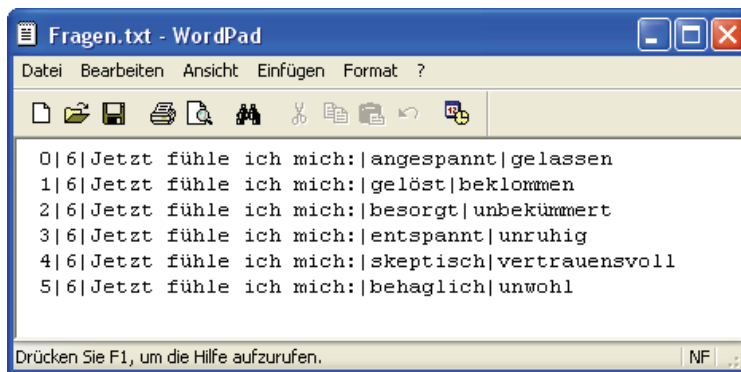 Fragen.txt - WordPad
Datei Bearbeiten Ansicht Einfügen Format ?
0|6|Jetzt fühle ich mich:|angespannt|gelassen
1|6|Jetzt fühle ich mich:|gelöst|beklommen
2|6|Jetzt fühle ich mich:|besorgt|unbekümmert
3|6|Jetzt fühle ich mich:|entspannt|unruhig
4|6|Jetzt fühle ich mich:|skeptisch|vertrauensvoll
5|6|Jetzt fühle ich mich:|behaglich|unwohl
Drücken Sie F1, um die Hilfe aufzurufen. NF